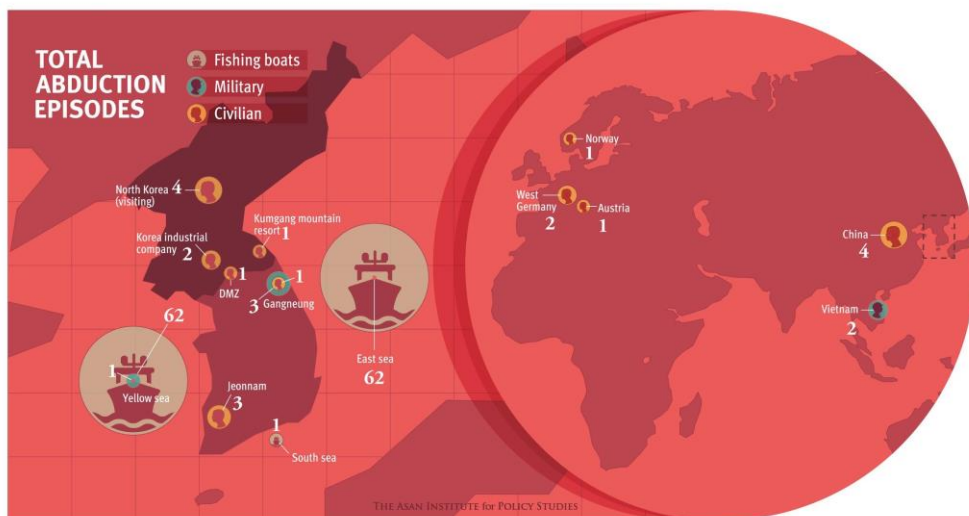 TOTAL
ABDUCTION
EPISODES
Fishing boats
Military
Civilian
North Korea 4
(visiting)
Kumgang mountain
resort 1
Korea industrial
company
2
1
DMZ
1
3
Gangneung
62
1
Yellow sea
East sea
62
Jeonnam
3
1
South sea
Norway
1
West
Germany
2
Austria
1
China
4
Vietnam
2
THE ASAN INSTITUTE for POLICY STUDIES